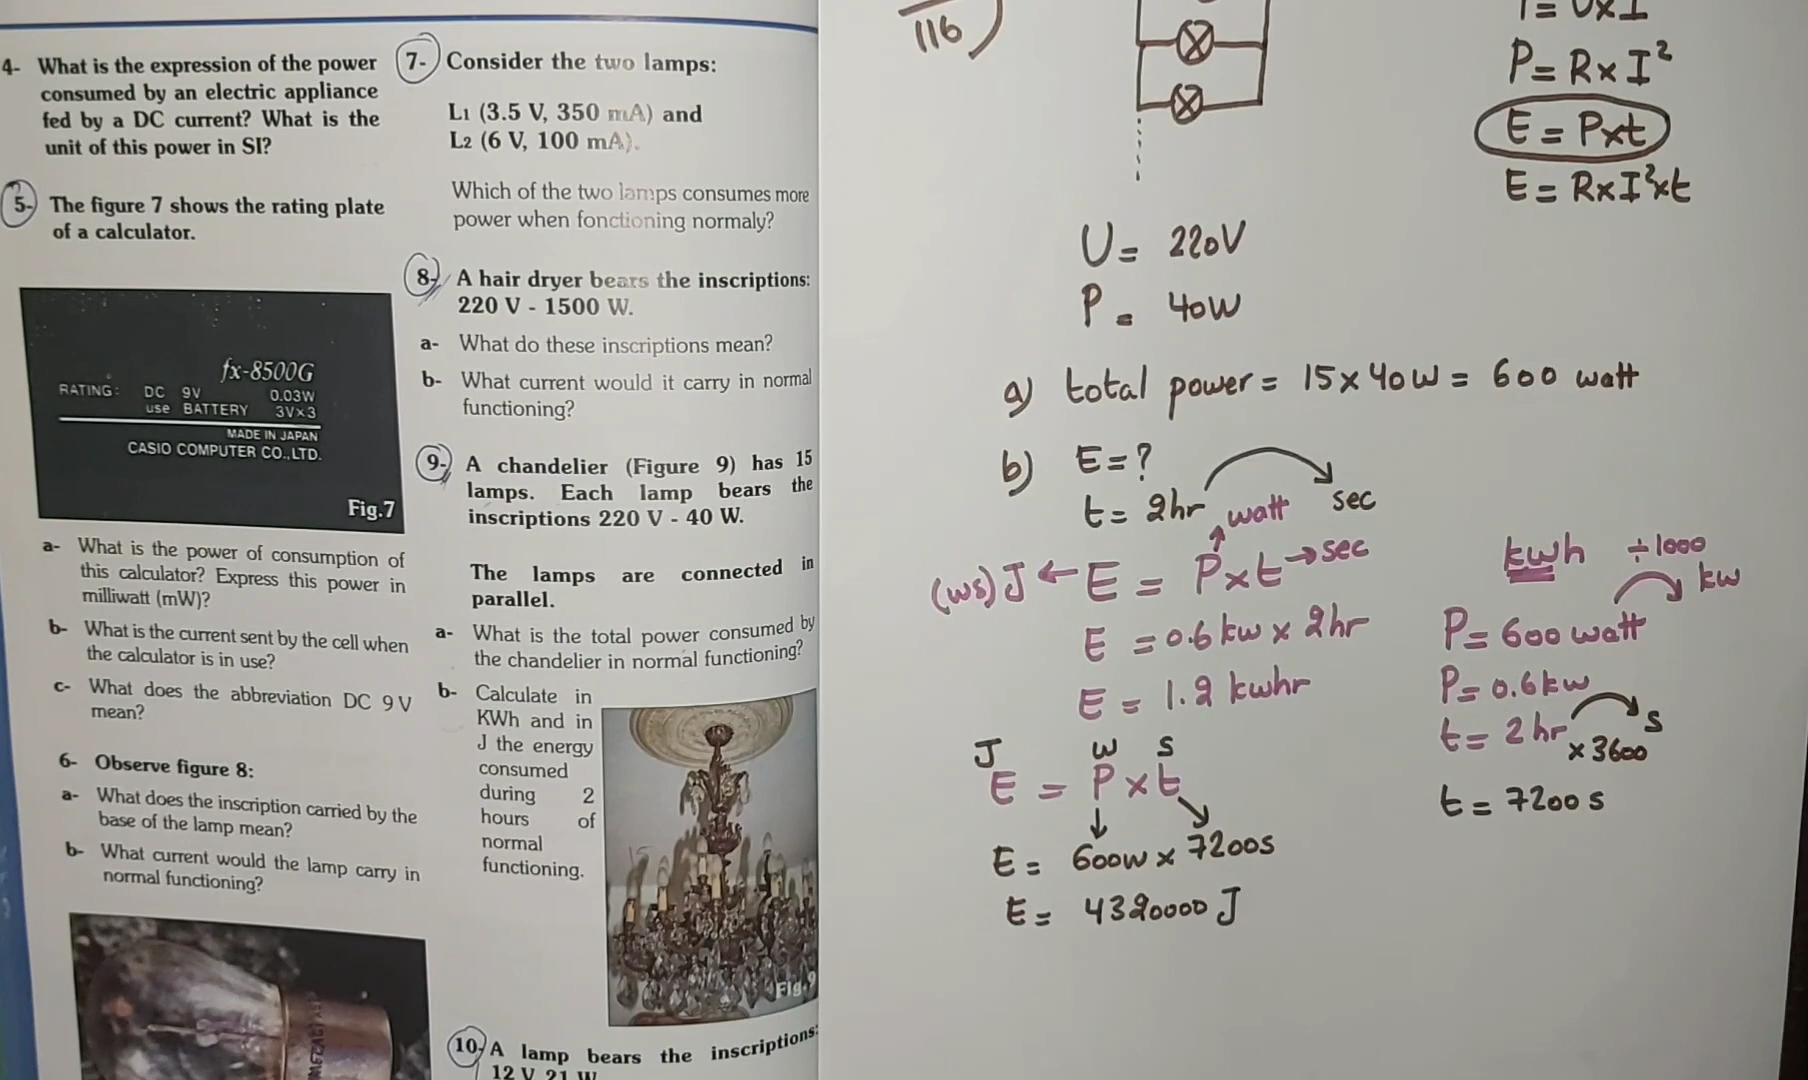 4- What is the expression of the power
consumed by an electric appliance
fed by a DC current? What is the
unit of this power in SI?
5- The figure 7 shows the rating plate
of a calculator.
fx-8500G
RATING: DC 9V 0.03W
use BATTERY 3V×3
MADE IN JAPAN
CASIO COMPUTER CO.,LTD.
Fig.7
a- What is the power of consumption of
this calculator? Express this power in
milliwatt (mW)?
b- What is the current sent by the cell when
the calculator is in use?
c- What does the abbreviation DC 9 V
mean?
6- Observe figure 8:
a- What does the inscription carried by the
base of the lamp mean?
b- What current would the lamp carry in
normal functioning?
7- Consider the two lamps:
L1 (3.5 V, 350 mA) and
L2 (6 V, 100 mA).
Which of the two lamps consumes more
power when fonctioning normaly?
8- A hair dryer bears the inscriptions:
220 V - 1500 W.
a- What do these inscriptions mean?
b- What current would it carry in normal
functioning?
9- A chandelier (Figure 9) has 15
lamps. Each lamp bears the
inscriptions 220 V - 40 W.
The lamps are connected in
parallel.
a- What is the total power consumed by
the chandelier in normal functioning?
b- Calculate in
KWh and in
J the energy
consumed
during 2
hours of
normal
functioning.
15
Fig.9
10- A lamp bears the inscriptions:
12 V 21 W
116
P = R x I²
E = Pxt
E = RxI²xt
U = 220V
P = 40W
a) total power = 15 x 40W = 600 watt
b) E = ?
t = 2hr sec
watt
(ws) J ← E = Pxt → sec
E = 0.6 kw x 2hr
E = 1.2 kwhr
J w s
E = P x t
E = 600w x 7200s
E = 4320000 J
kwh ÷1000
kw
P = 600 watt
P = 0.6kw
t = 2 hr s
x 3600
t = 7200 s